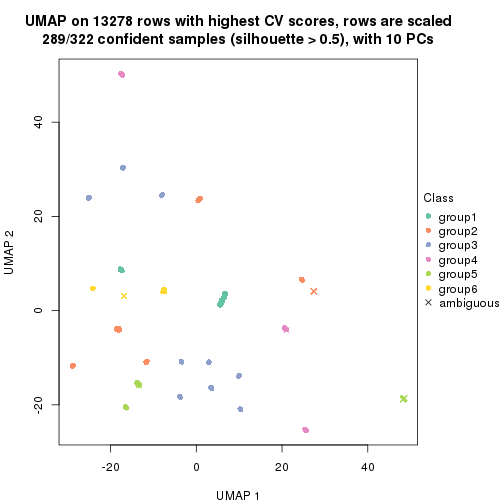 UMAP on 13278 rows with highest CV scores, rows are scaled
289/322 confident samples (silhouette > 0.5), with 10 PCs
40
20
0
-20
UMAP 2
-20
0
20
40
UMAP 1
Class
group1
group2
group3
group4
group5
group6
ambiguous